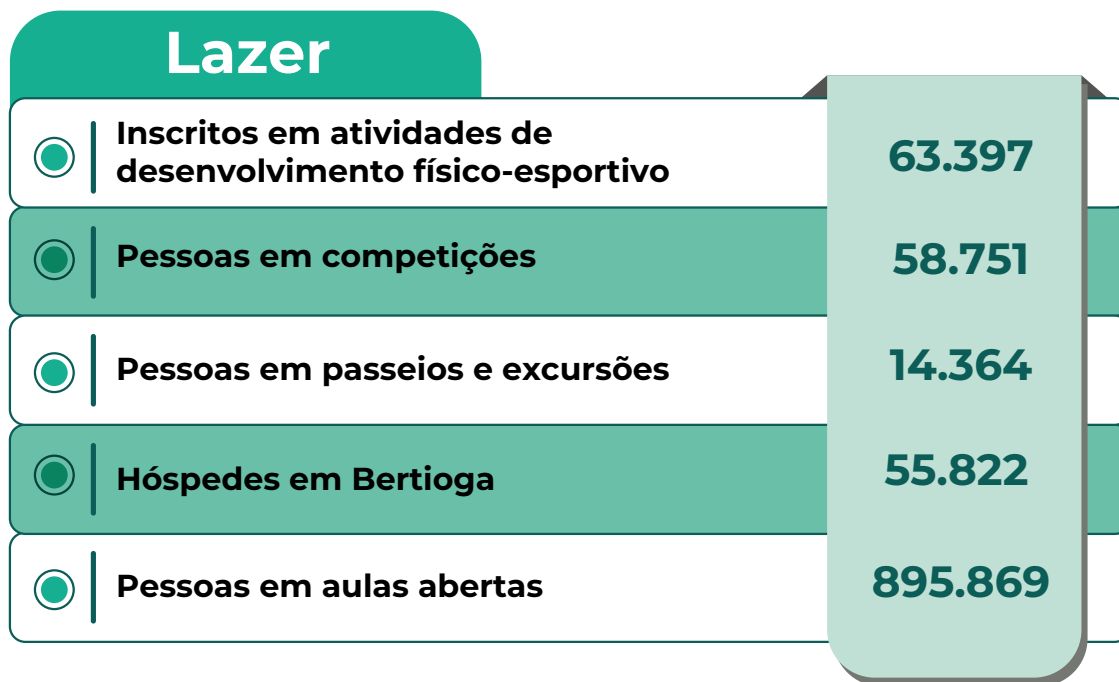 Lazer
Inscritos em atividades de
desenvolvimento físico-esportivo
63.397
Pessoas em competições
58.751
Pessoas em passeios e excursões
14.364
Hóspedes em Bertioga
55.822
Pessoas em aulas abertas
895.869